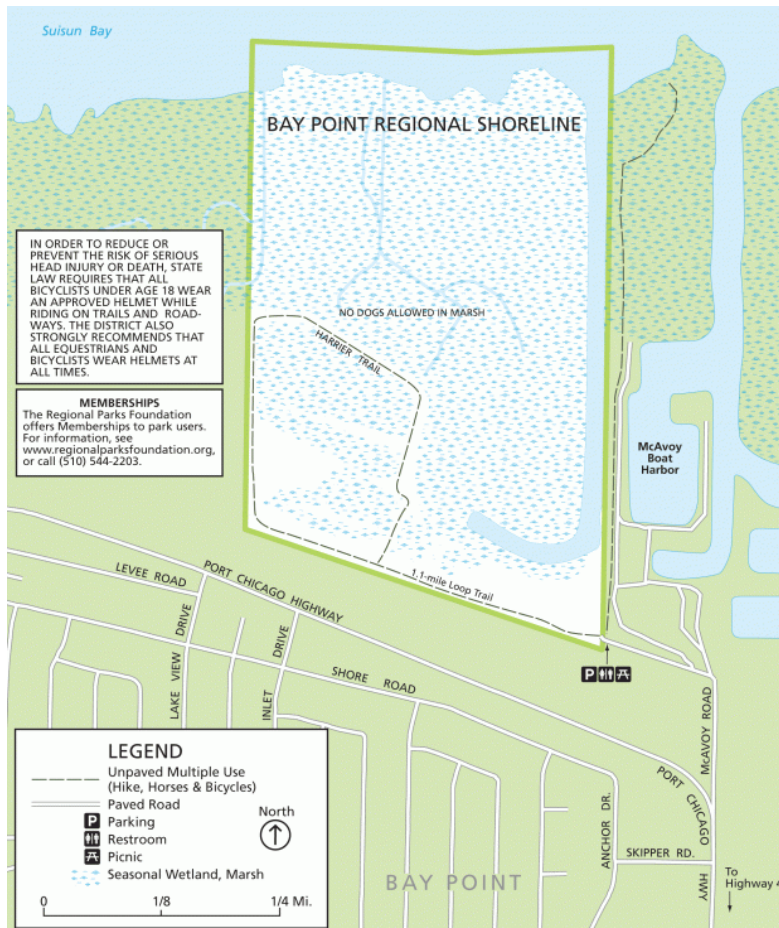 Suisun Bay
BAY POINT REGIONAL SHORELINE
IN ORDER TO REDUCE OR
PREVENT THE RISK OF SERIOUS
HEAD INJURY OR DEATH, STATE
LAW REQUIRES THAT ALL
BICYCLISTS UNDER AGE 18 WEAR
AN APPROVED HELMET WHILE
RIDING ON TRAILS AND ROAD-
WAYS. THE DISTRICT ALSO
STRONGLY RECOMMENDS THAT
ALL EQUESTRIANS AND
BICYCLISTS WEAR HELMETS AT
ALL TIMES.
NO DOGS ALLOWED IN MARSH
HARRIER TRAIL
MEMBERSHIPS
The Regional Parks Foundation
offers Memberships to park users.
For information, see
www.regionalparksfoundation.org,
or call (510) 544-2203.
McAvoy
Boat
Harbor
LEVEE ROAD
PORT CHICAGO HIGHWAY
1.1-mile Loop Trail
LAKE VIEW DRIVE
INLET DRIVE
SHORE ROAD
P
McAVOY ROAD
PORT CHICAGO HWY
ANCHOR DR.
SKIPPER RD.
BAY POINT
To
Highway 4
LEGEND
Unpaved Multiple Use
(Hike, Horses & Bicycles)
Paved Road
P Parking
Restroom
Picnic
Seasonal Wetland, Marsh
North
0 1/8 1/4 Mi.